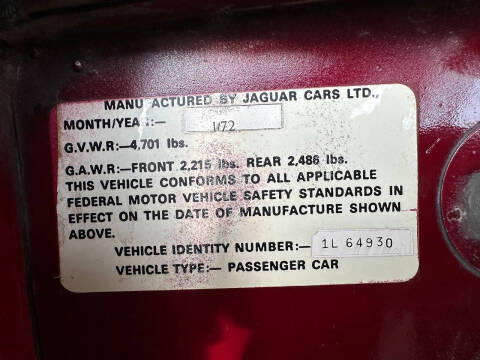 MANU ACTURED BY JAGUAR CARS LTD.,
MONTH/YEAR:— 1172
G.V.W.R:—4,701 lbs.
G.A.W.R:—FRONT 2,215 lbs. REAR 2,486 lbs.
THIS VEHICLE CONFORMS TO ALL APPLICABLE
FEDERAL MOTOR VEHICLE SAFETY STANDARDS IN
EFFECT ON THE DATE OF MANUFACTURE SHOWN
ABOVE.
VEHICLE IDENTITY NUMBER:— 1L 64930
VEHICLE TYPE:— PASSENGER CAR